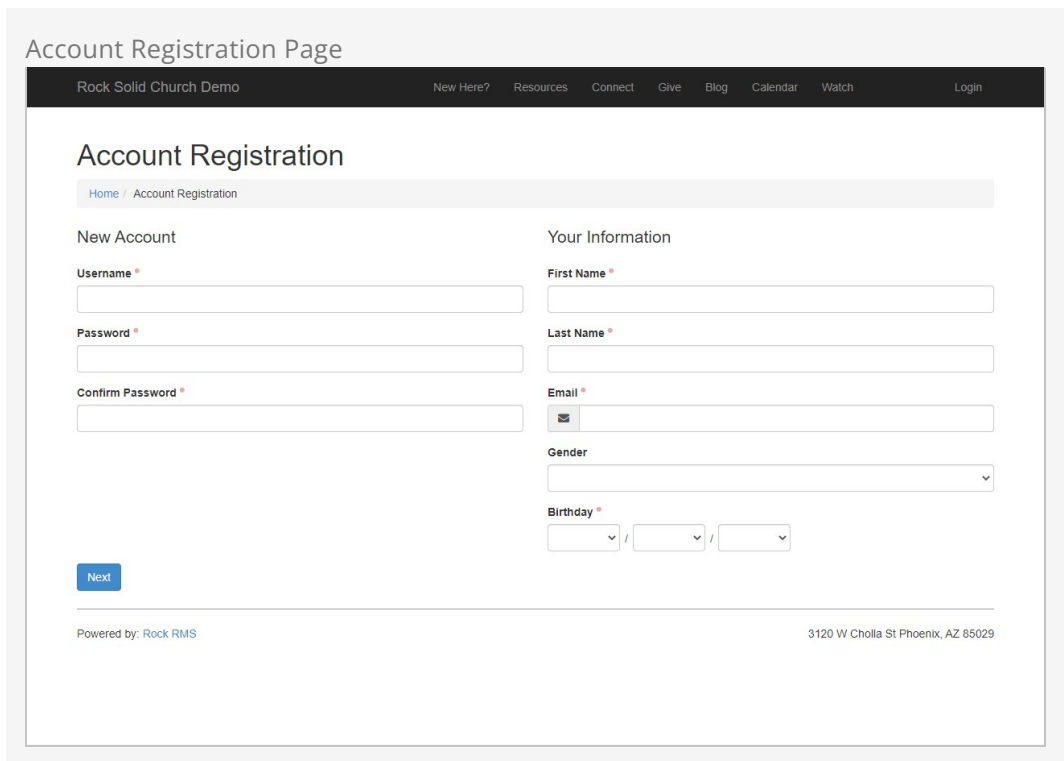 Account Registration Page
Rock Solid Church Demo New Here? Resources Connect Give Blog Calendar Watch Login
Account Registration
Home / Account Registration
New Account
Username *
Password *
Confirm Password *
Your Information
First Name *
Last Name *
Email *
Gender
Birthday *
/ /
Next
Powered by: Rock RMS
3120 W Cholla St Phoenix, AZ 85029